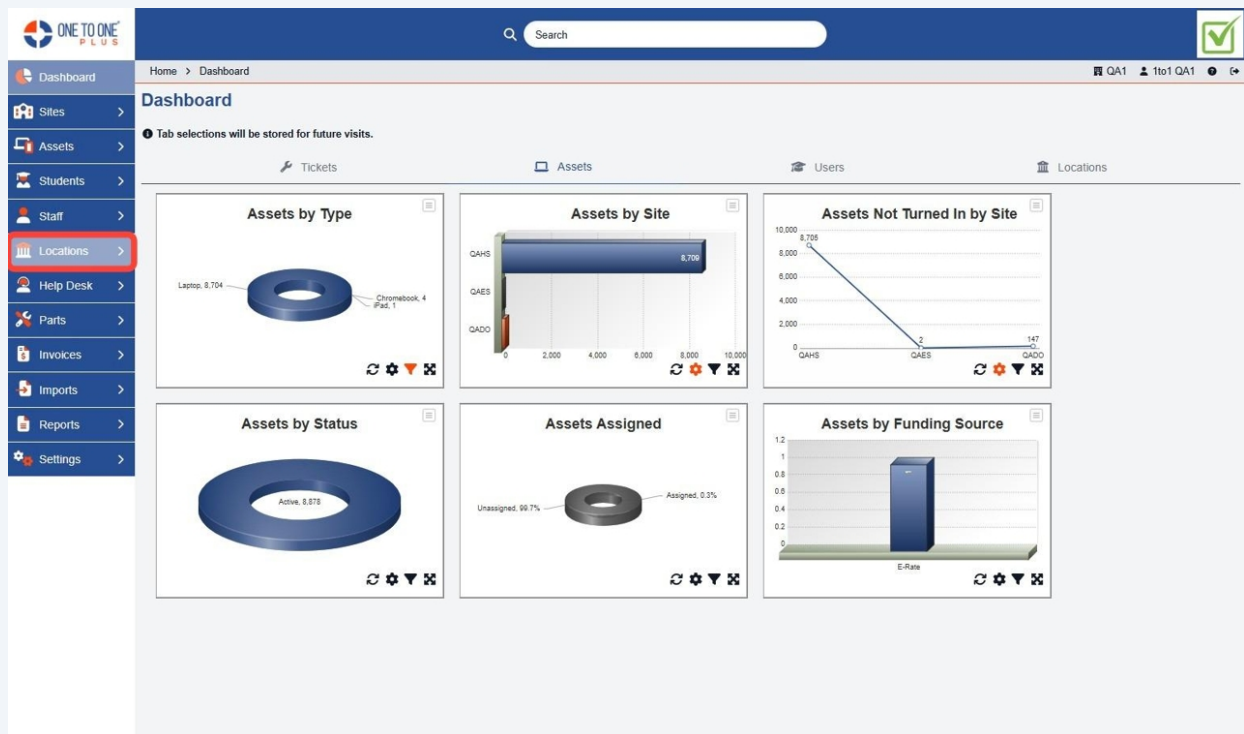 ONE TO ONE
PLUS
Search
Dashboard
Sites
Assets
Students
Staff
Locations
Help Desk
Parts
Invoices
Imports
Reports
Settings
Home > Dashboard
QA1 1to1 QA1
Dashboard
Tab selections will be stored for future visits.
Tickets Assets Users Locations
Assets by Type
Laptop, 8,704
Chromebook, 4
iPad, 1
Assets by Site
QAHS
8,709
QAES
QADO
0 2,000 4,000 6,000 8,000 10,000
Assets Not Turned In by Site
10,000
8,705
8,000
6,000
4,000
2,000
2 147
0
QAHS QAES QADO
Assets by Status
Active, 8,878
Assets Assigned
Unassigned, 99.7%
Assigned, 0.3%
Assets by Funding Source
1.2
1
0.8
0.6
0.4
0.2
0
E-Rate